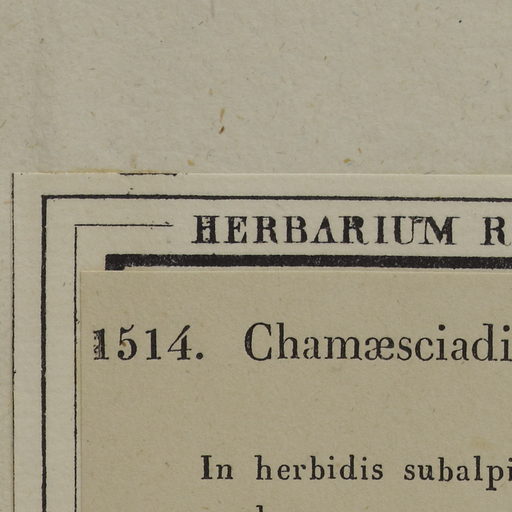 HERBARIUM R
1514. Chamæsciadi
In herbidis subalpi